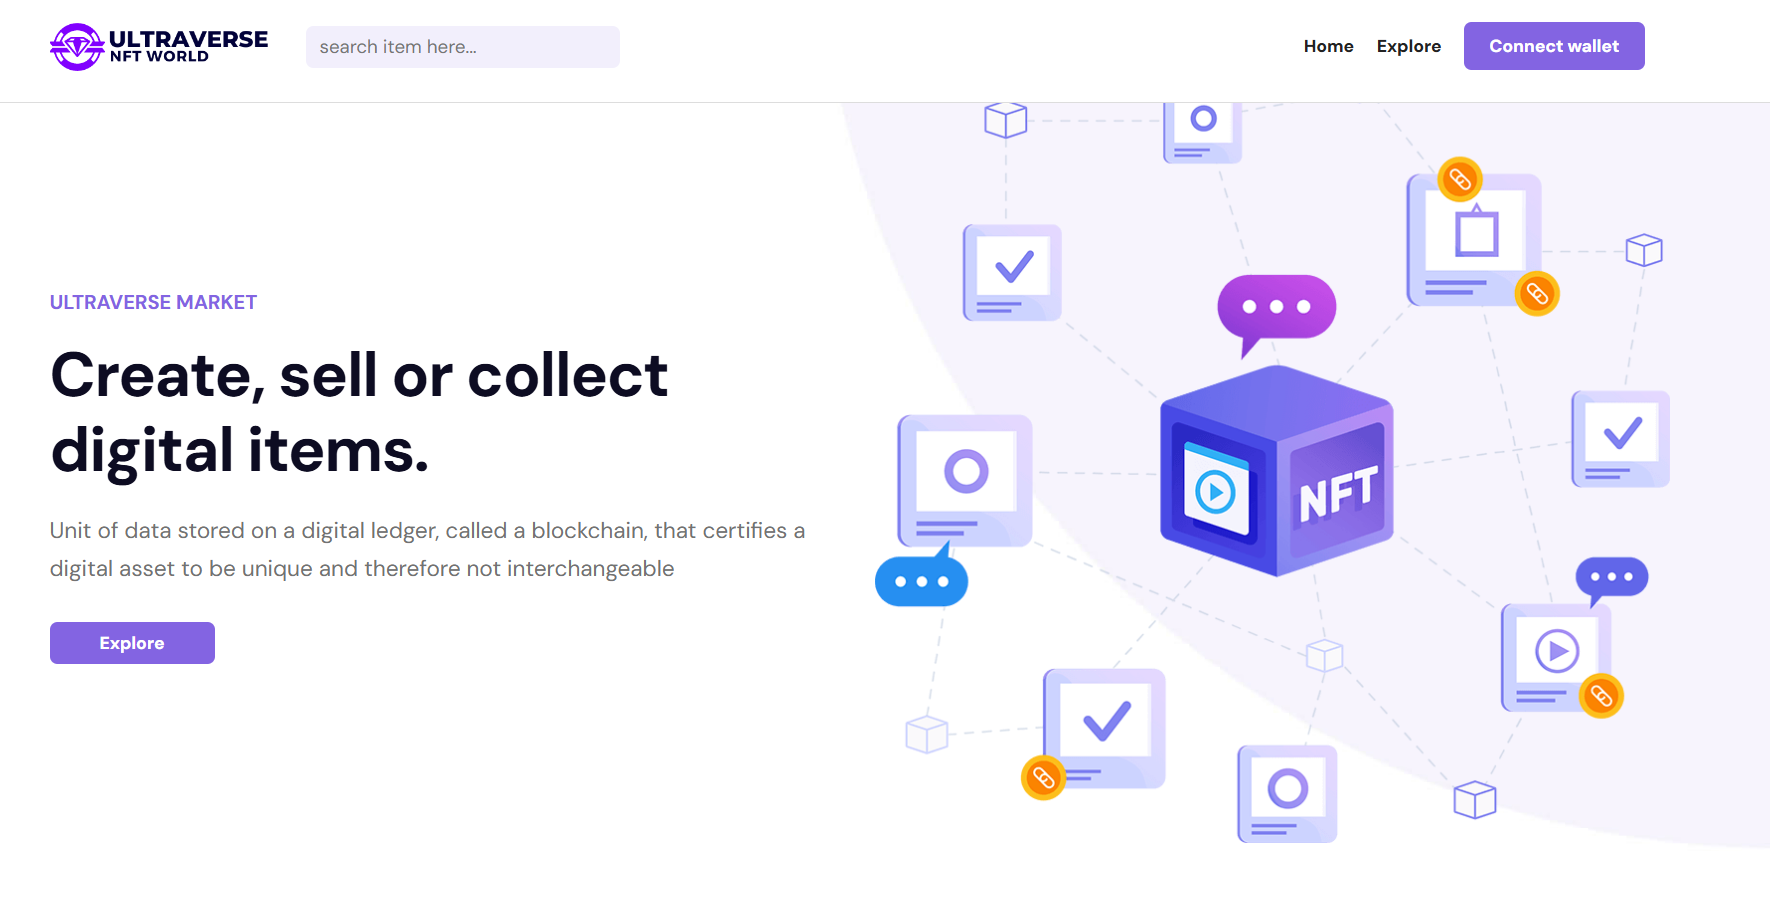 ULTRAVERSE
NFT WORLD
search item here...
Home
Explore
Connect wallet
ULTRAVERSE MARKET
Create, sell or collect
digital items.
Unit of data stored on a digital ledger, called a blockchain, that certifies a
digital asset to be unique and therefore not interchangeable
Explore
NFT